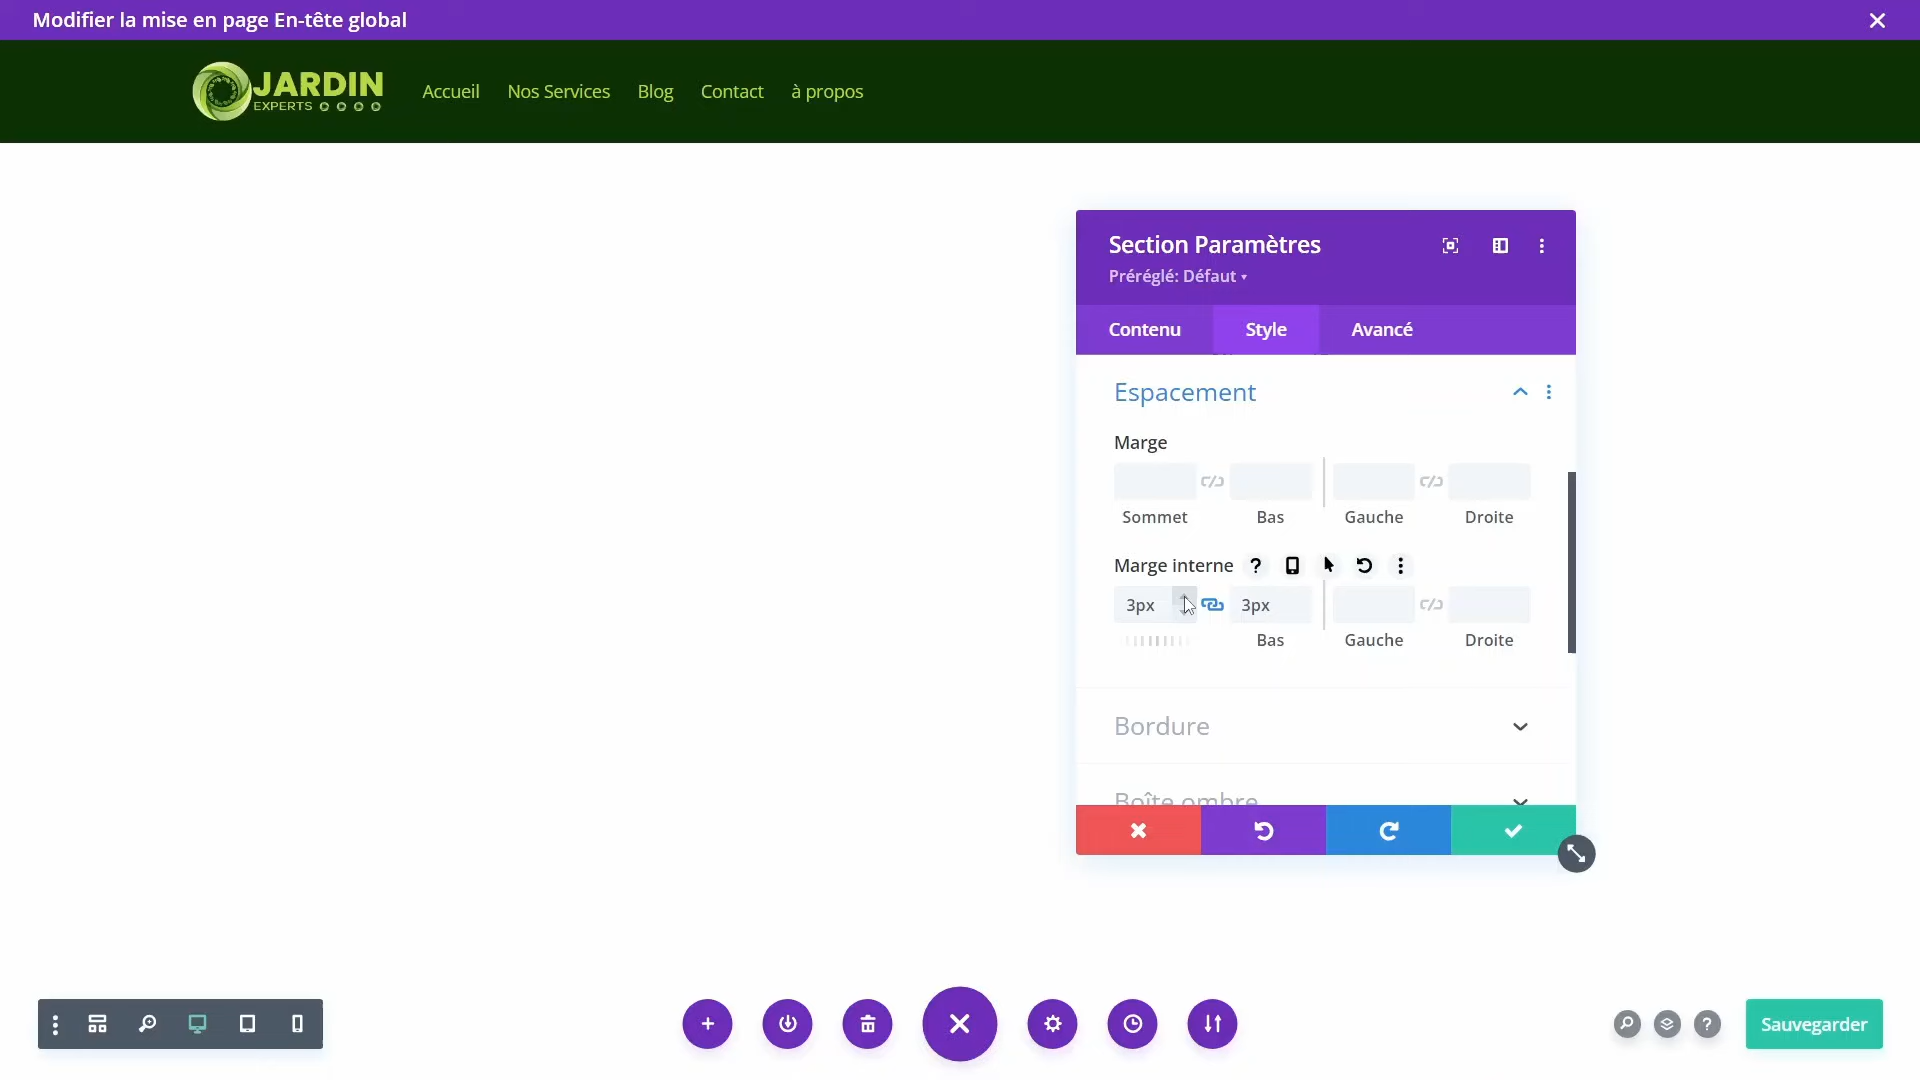 Modifier la mise en page En-tête global
JARDIN
EXPERTS
Accueil
Nos Services
Blog
Contact
à propos
Section Paramètres
Préréglé: Défaut
Contenu
Style
Avancé
Espacement
Marge
Sommet
Bas
Gauche
Droite
Marge interne
3px
3px
Bas
Gauche
Droite
Bordure
Boîte ombre
Sauvegarder